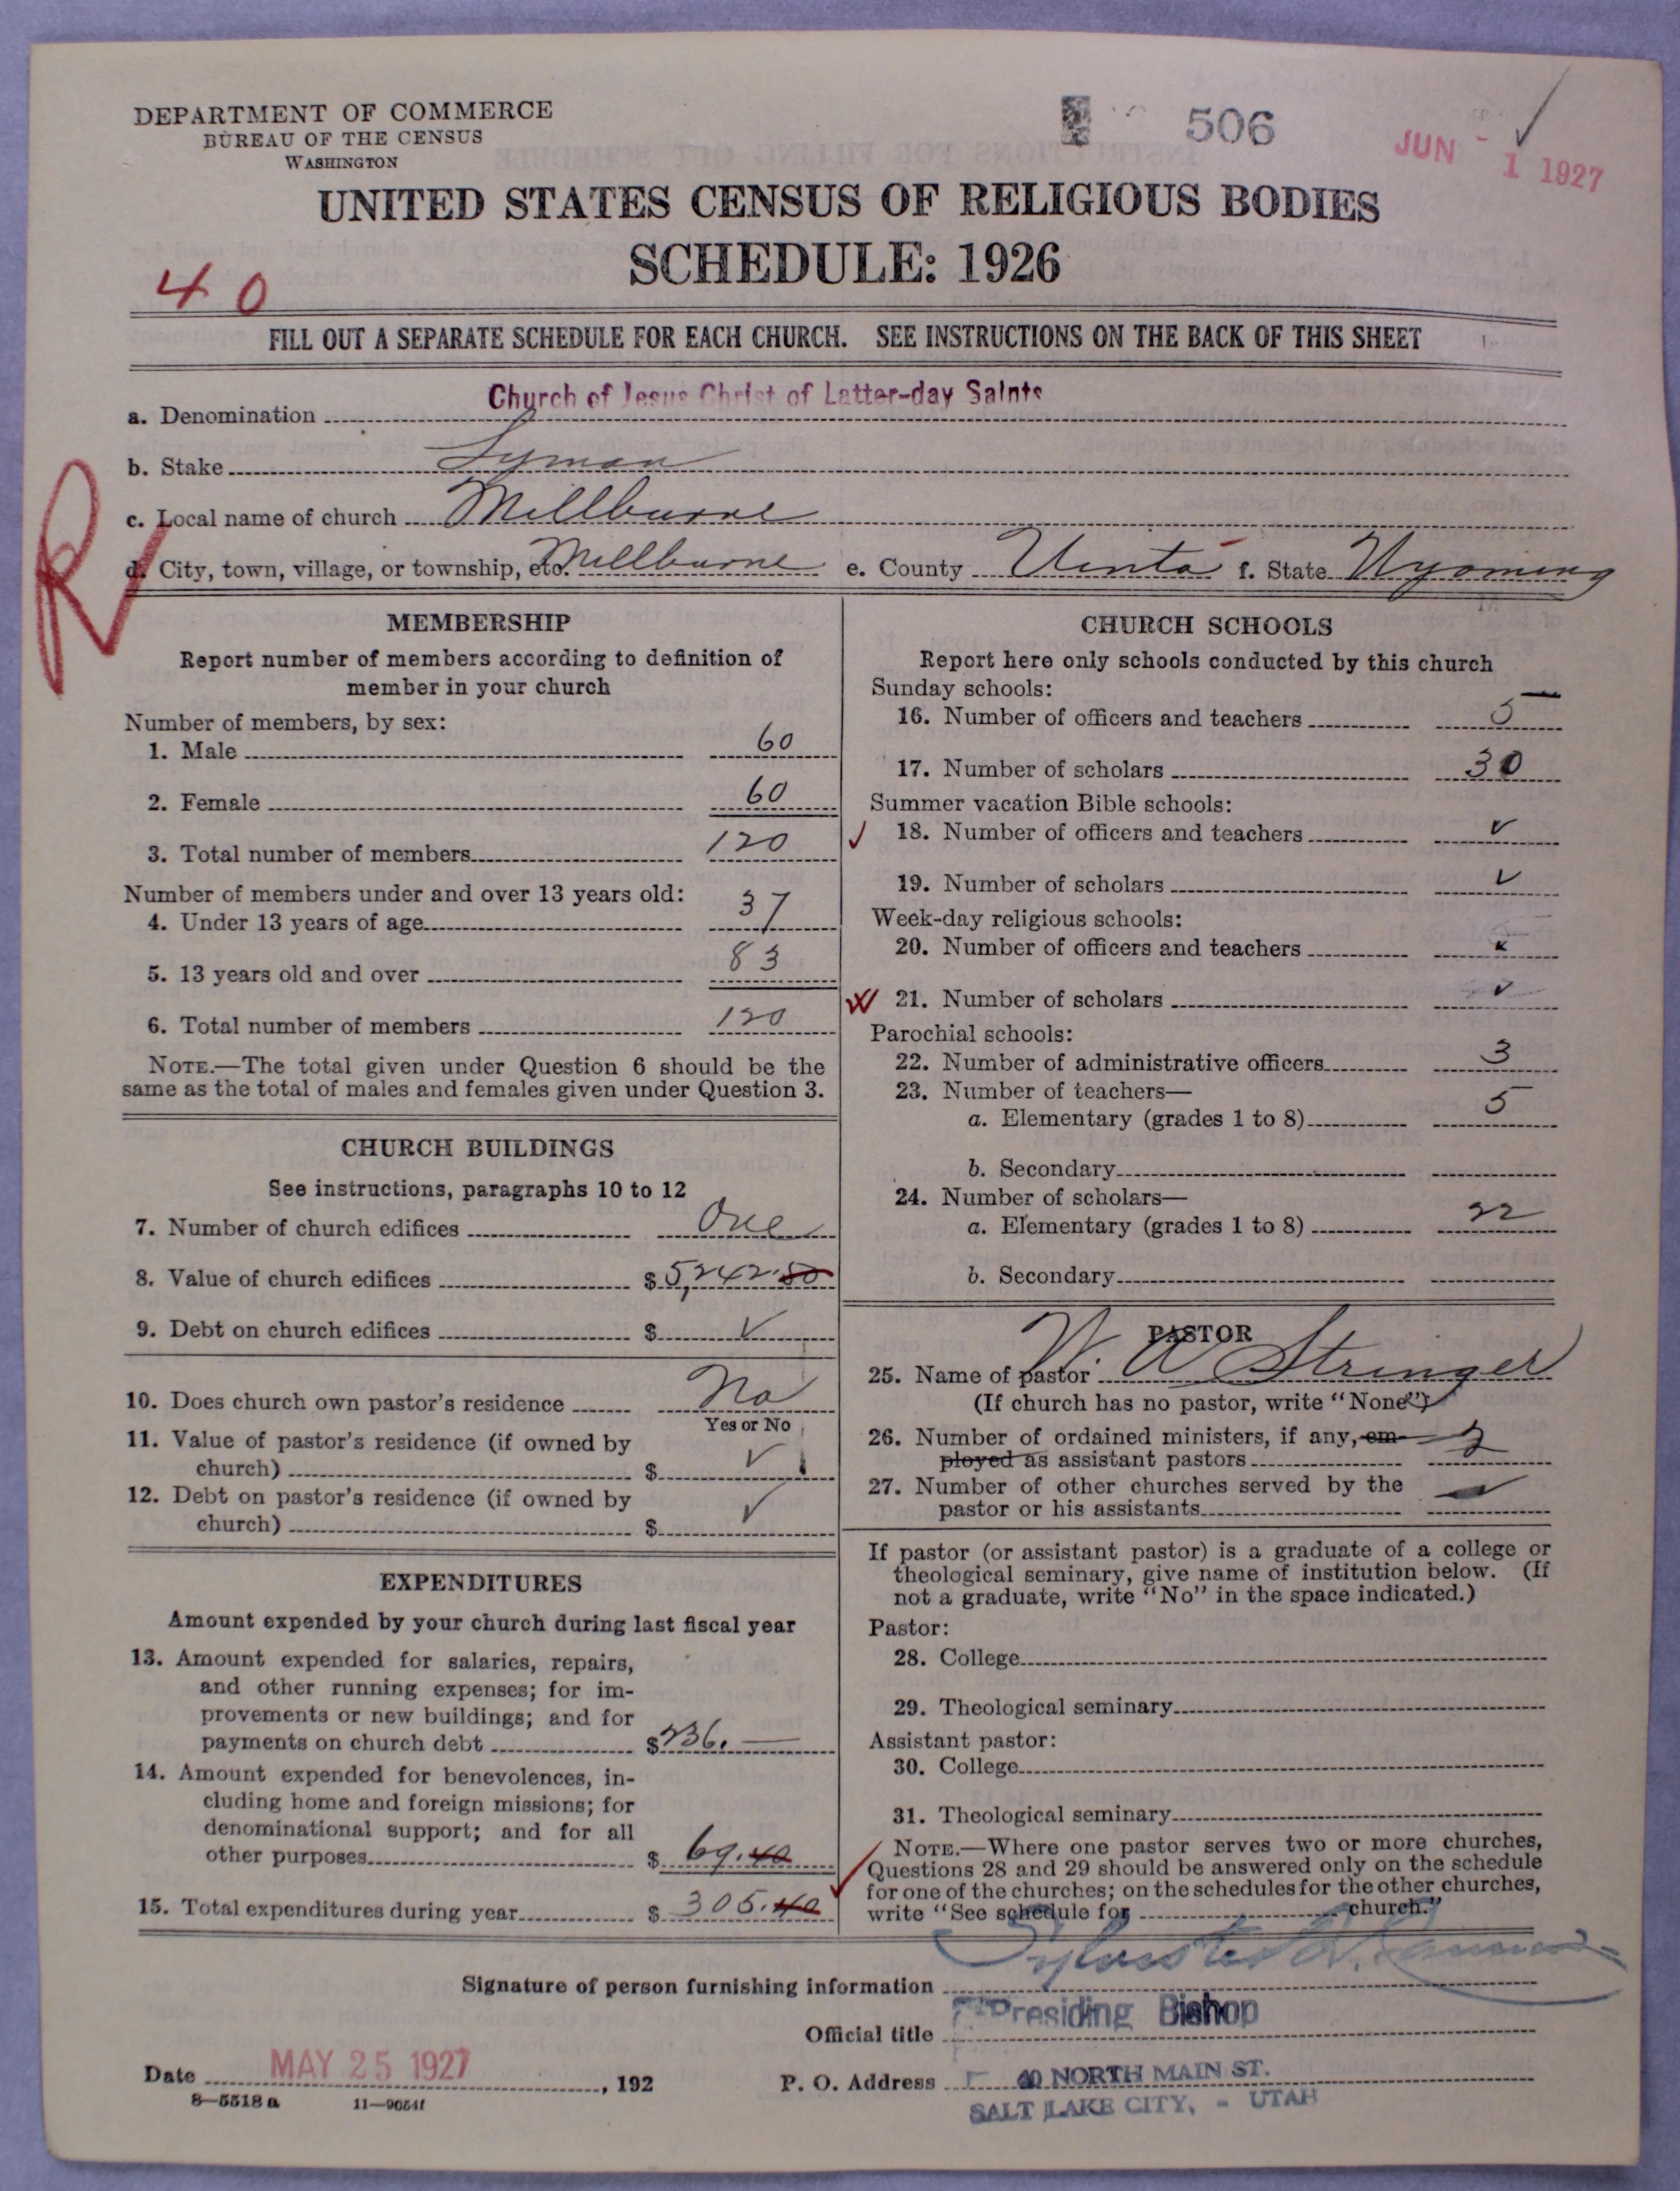 DEPARTMENT OF COMMERCE
BUREAU OF THE CENSUS
WASHINGTON
506
JUN - 1 1927
UNITED STATES CENSUS OF RELIGIOUS BODIES
SCHEDULE: 1926
40
FILL OUT A SEPARATE SCHEDULE FOR EACH CHURCH. SEE INSTRUCTIONS ON THE BACK OF THIS SHEET
a. Denomination Church of Jesus Christ of Latter-day Saints
b. Stake Lyman
c. Local name of church Millburne
d. City, town, village, or township, etc. Millburne e. County Uinta f. State Wyoming
R
MEMBERSHIP
Report number of members according to definition of
member in your church
Number of members, by sex:
1. Male 60
2. Female 60
3. Total number of members 120
Number of members under and over 13 years old:
4. Under 13 years of age 37
5. 13 years old and over 83
6. Total number of members 120
NOTE.—The total given under Question 6 should be the
same as the total of males and females given under Question 3.
CHURCH BUILDINGS
See instructions, paragraphs 10 to 12
7. Number of church edifices One
8. Value of church edifices $ 5,242.50
9. Debt on church edifices $ ✓
10. Does church own pastor's residence No
Yes or No
11. Value of pastor's residence (if owned by
church) $ ✓
12. Debt on pastor's residence (if owned by
church) $ ✓
EXPENDITURES
Amount expended by your church during last fiscal year
13. Amount expended for salaries, repairs,
and other running expenses; for im-
provements or new buildings; and for
payments on church debt $ 236.—
14. Amount expended for benevolences, in-
cluding home and foreign missions; for
denominational support; and for all
other purposes $ 69.40
15. Total expenditures during year $ 305.40
CHURCH SCHOOLS
Report here only schools conducted by this church
Sunday schools:
16. Number of officers and teachers 5
17. Number of scholars 30
Summer vacation Bible schools:
18. Number of officers and teachers ✓
19. Number of scholars ✓
Week-day religious schools:
20. Number of officers and teachers
21. Number of scholars ✓
Parochial schools:
22. Number of administrative officers 3
23. Number of teachers—
a. Elementary (grades 1 to 8) 5
b. Secondary
24. Number of scholars—
a. Elementary (grades 1 to 8) 22
b. Secondary
PASTOR
25. Name of pastor W. W Stringer
(If church has no pastor, write "None")
26. Number of ordained ministers, if any, em-
ployed as assistant pastors 2
27. Number of other churches served by the
pastor or his assistants ✓
If pastor (or assistant pastor) is a graduate of a college or
theological seminary, give name of institution below. (If
not a graduate, write "No" in the space indicated.)
Pastor:
28. College
29. Theological seminary
Assistant pastor:
30. College
31. Theological seminary
NOTE.—Where one pastor serves two or more churches,
Questions 28 and 29 should be answered only on the schedule
for one of the churches; on the schedules for the other churches,
write "See schedule for church."
Signature of person furnishing information Sylvester Q. Cannon
Official title Presiding Bishop
Date MAY 25 1927, 192
P. O. Address 40 NORTH MAIN ST.
SALT LAKE CITY, - UTAH
8—5518 a 11—9054f